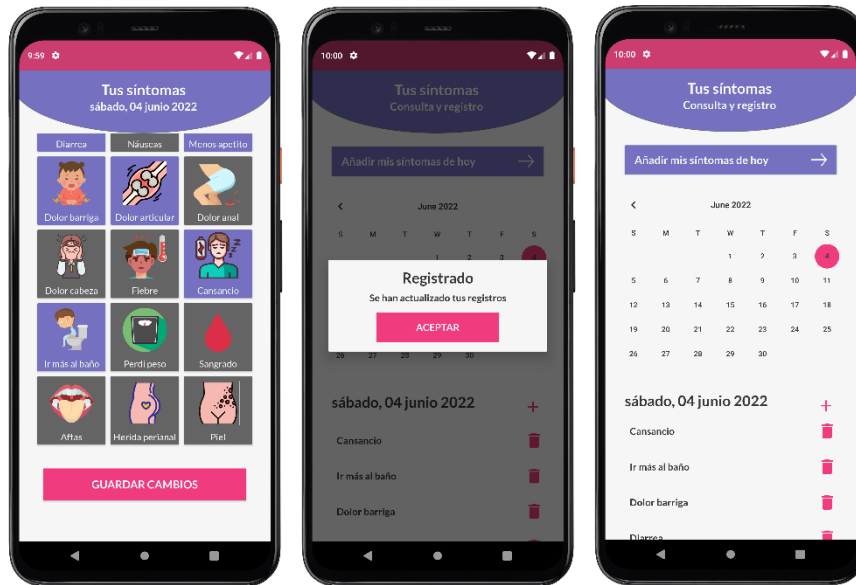 9:59
Tus síntomas
sábado, 04 junio 2022
Diarrea
Náuseas
Menos apetito
Dolor barriga
Dolor articular
Dolor anal
Dolor cabeza
Fiebre
Cansancio
Ir más al baño
Perdí peso
Sangrado
Aftas
Herida perianal
Piel
GUARDAR CAMBIOS
10:00
Tus síntomas
Consulta y registro
Añadir mis síntomas de hoy
June 2022
S M T W T F S
1 2 3 4
Registrado
Se han actualizado tus registros
ACEPTAR
26 27 28 29 30
sábado, 04 junio 2022
Cansancio
Ir más al baño
Dolor barriga
10:00
Tus síntomas
Consulta y registro
Añadir mis síntomas de hoy
June 2022
S M T W T F S
1 2 3 4
5 6 7 8 9 10 11
12 13 14 15 16 17 18
19 20 21 22 23 24 25
26 27 28 29 30
sábado, 04 junio 2022
Cansancio
Ir más al baño
Dolor barriga
Diarrea